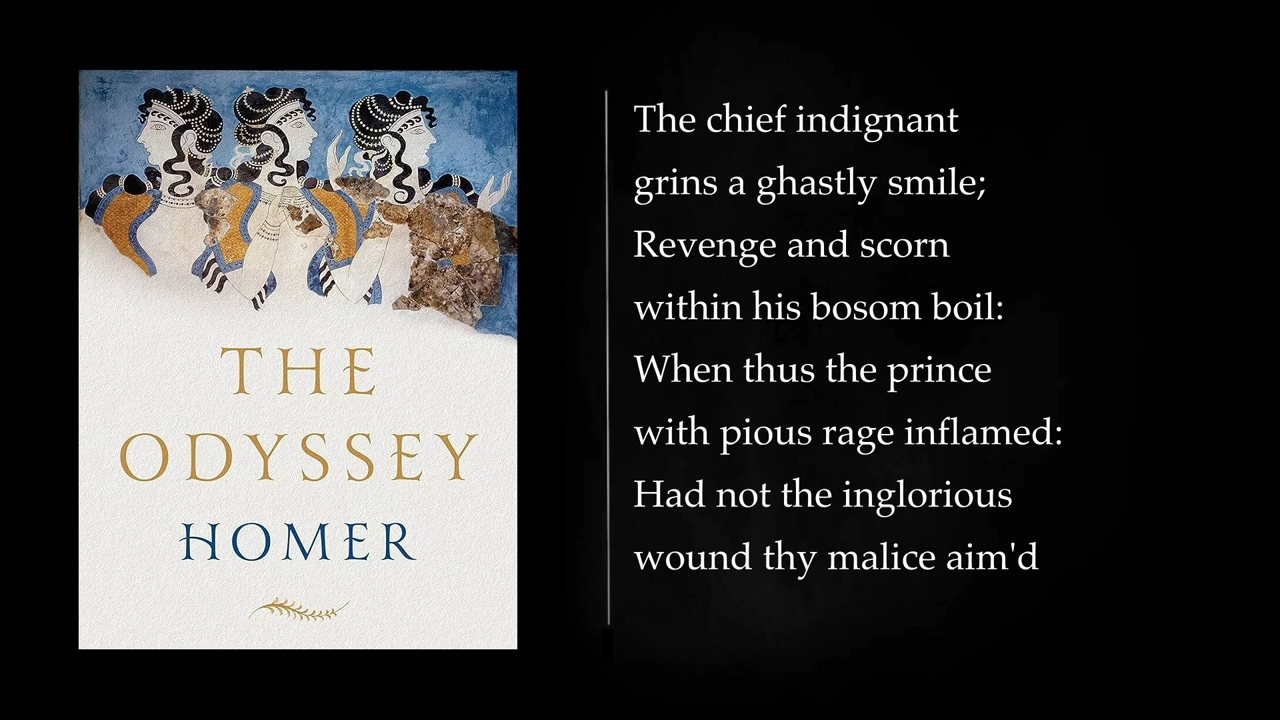 THE
ODYSSEY
HOMER
The chief indignant
grins a ghastly smile;
Revenge and scorn
within his bosom boil:
When thus the prince
with pious rage inflamed:
Had not the inglorious
wound thy malice aim'd